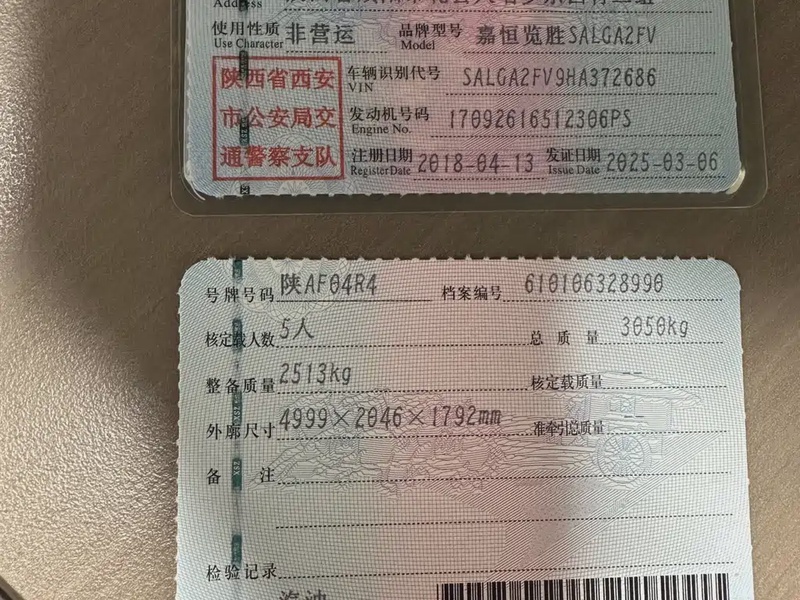 Address
使用性质 非营运 品牌型号 嘉恒览胜SALGA2FV
Use Character Model
陕西省西安
市公安局交
通警察支队
车辆识别代号 SALGA2FV9HA372686
VIN
发动机号码 17092616512306PS
Engine No.
注册日期 2018-04-13 发证日期 2025-03-06
Register Date Issue Date
号牌号码 陕AF04R4 档案编号 610106328990
核定载人数 5人 总质量 3050kg
整备质量 2513kg 核定载质量 --
外廓尺寸 4999×2046×1792mm 准牵引总质量 --
备注
检验记录